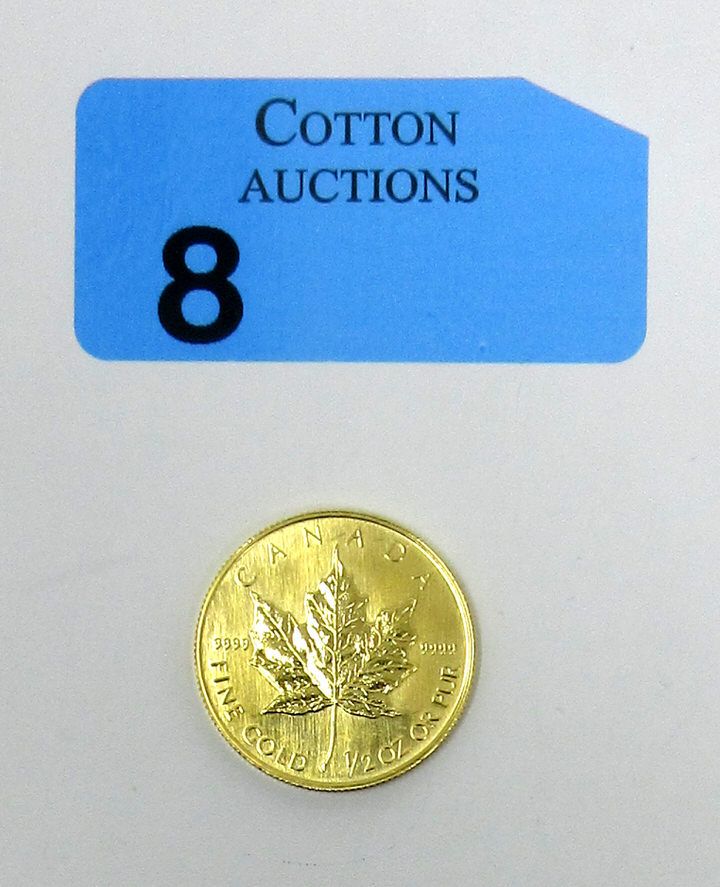 COTTON
AUCTIONS
8
CANADA
9999 9999
FINE GOLD 1/2 OZ OR PUR